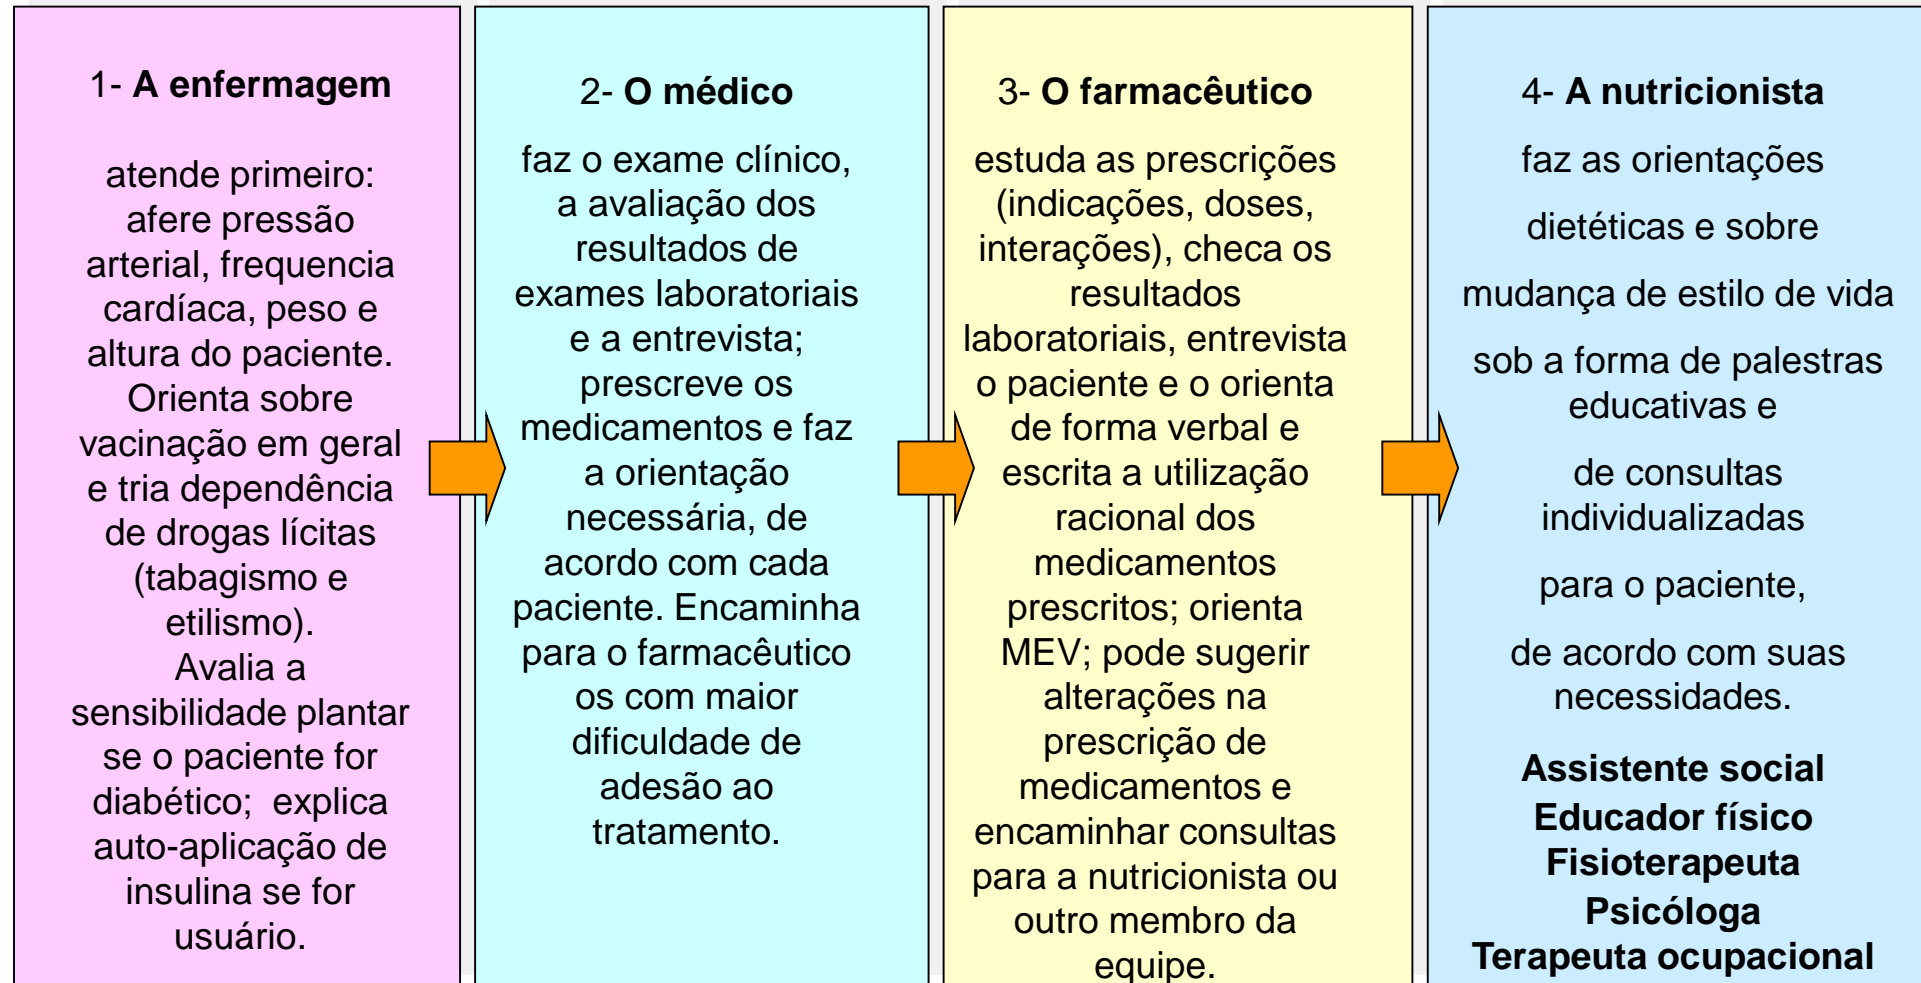 1- A enfermagem
atende primeiro:
afere pressão
arterial, frequencia
cardíaca, peso e
altura do paciente.
Orienta sobre
vacinação em geral
e tria dependência
de drogas lícitas
(tabagismo e
etilismo).
Avalia a
sensibilidade plantar
se o paciente for
diabético; explica
auto-aplicação de
insulina se for
usuário.
2- O médico
faz o exame clínico,
a avaliação dos
resultados de
exames laboratoriais
e a entrevista;
prescreve os
medicamentos e faz
a orientação
necessária, de
acordo com cada
paciente. Encaminha
para o farmacêutico
os com maior
dificuldade de
adesão ao
tratamento.
3- O farmacêutico
estuda as prescrições
(indicações, doses,
interações), checa os
resultados
laboratoriais, entrevista
o paciente e o orienta
de forma verbal e
escrita a utilização
racional dos
medicamentos
prescritos; orienta
MEV; pode sugerir
alterações na
prescrição de
medicamentos e
encaminhar consultas
para a nutricionista ou
outro membro da
equipe.
4- A nutricionista
faz as orientações
dietéticas e sobre
mudança de estilo de vida
sob a forma de palestras
educativas e
de consultas
individualizadas
para o paciente,
de acordo com suas
necessidades.
Assistente social
Educador físico
Fisioterapeuta
Psicóloga
Terapeuta ocupacional